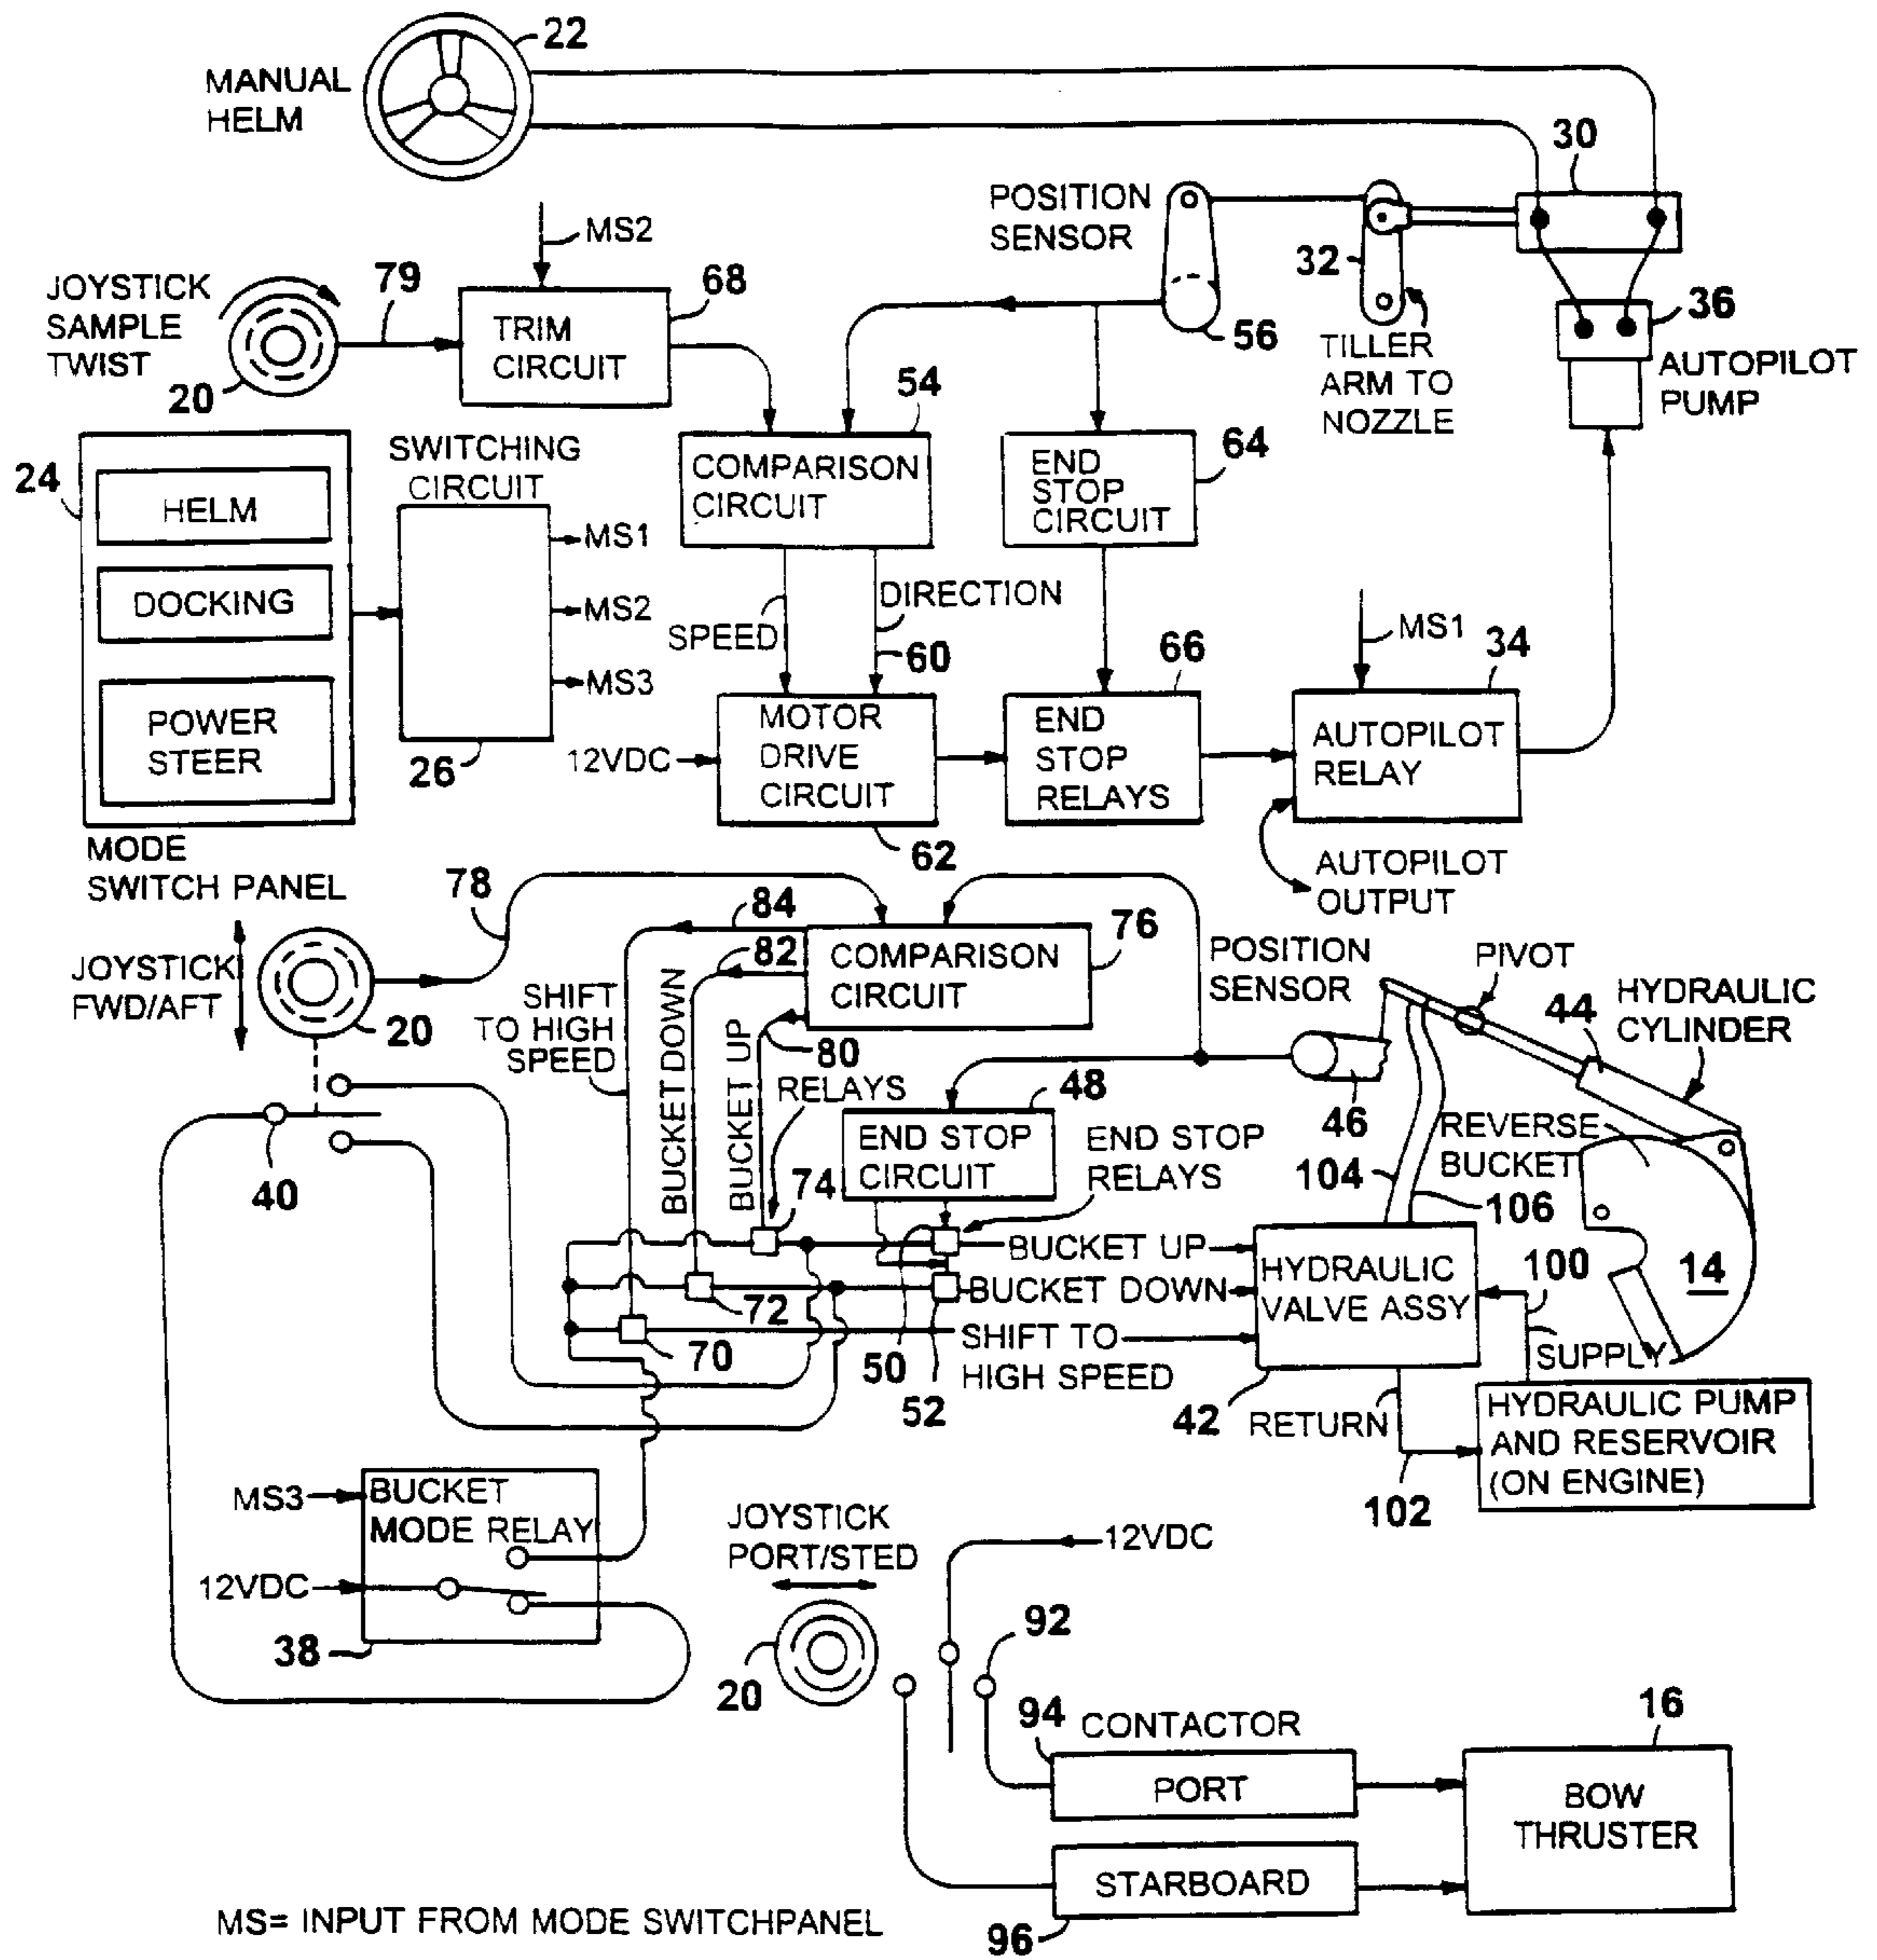 22
MANUAL
HELM
30
POSITION
SENSOR
MS2
32
JOYSTICK
SAMPLE
TWIST
79
68
TRIM
CIRCUIT
20
56
TILLER
ARM TO
NOZZLE
36
AUTOPILOT
PUMP
54
24
HELM
DOCKING
POWER
STEER
MODE
SWITCH PANEL
SWITCHING
CIRCUIT
MS1
MS2
MS3
26
COMPARISON
CIRCUIT
END
STOP
CIRCUIT
64
SPEED
DIRECTION
60
66
MS1
34
12VDC
MOTOR
DRIVE
CIRCUIT
62
END
STOP
RELAYS
AUTOPILOT
RELAY
AUTOPILOT
OUTPUT
78
84
82
76
JOYSTICK
FWD/AFT
20
SHIFT
TO HIGH
SPEED
BUCKET DOWN
BUCKET UP
COMPARISON
CIRCUIT
80
RELAYS
POSITION
SENSOR
PIVOT
44
HYDRAULIC
CYLINDER
46
48
END STOP
CIRCUIT
END STOP
RELAYS
104
106
REVERSE
BUCKET
14
40
74
72
70
50
52
BUCKET UP
BUCKET DOWN
SHIFT TO
HIGH SPEED
HYDRAULIC
VALVE ASSY
100
SUPPLY
42
RETURN
102
HYDRAULIC PUMP
AND RESERVOIR
(ON ENGINE)
MS3
BUCKET
MODE RELAY
12VDC
38
JOYSTICK
PORT/STED
20
12VDC
92
94
CONTACTOR
PORT
16
BOW
THRUSTER
STARBOARD
96
MS= INPUT FROM MODE SWITCHPANEL